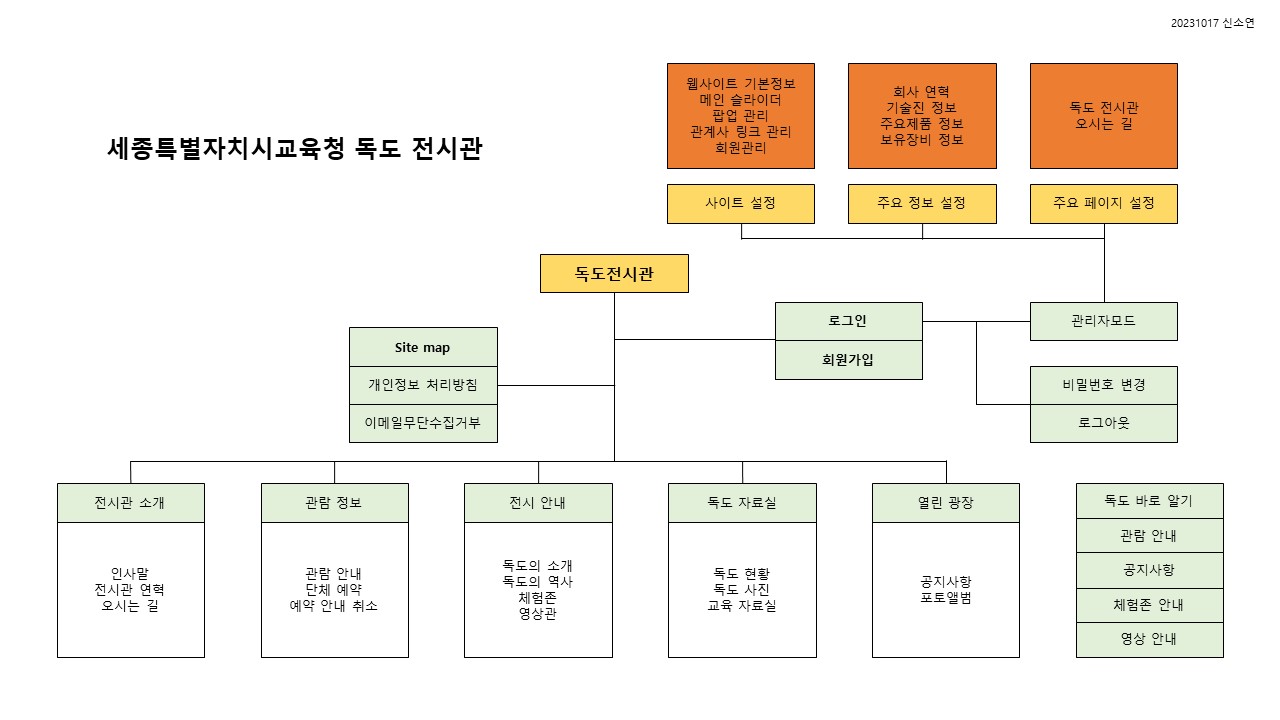 20231017 신소연
세종특별자치시교육청 독도 전시관
웹사이트 기본정보
메인 슬라이더
팝업 관리
관계사 링크 관리
회원관리
회사 연혁
기술진 정보
주요제품 정보
보유장비 정보
독도 전시관
오시는 길
사이트 설정
주요 정보 설정
주요 페이지 설정
독도전시관
로그인
회원가입
관리자모드
비밀번호 변경
로그아웃
Site map
개인정보 처리방침
이메일무단수집거부
전시관 소개
인사말
전시관 연혁
오시는 길
관람 정보
관람 안내
단체 예약
예약 안내 취소
전시 안내
독도의 소개
독도의 역사
체험존
영상관
독도 자료실
독도 현황
독도 사진
교육 자료실
열린 광장
공지사항
포토앨범
독도 바로 알기
관람 안내
공지사항
체험존 안내
영상 안내